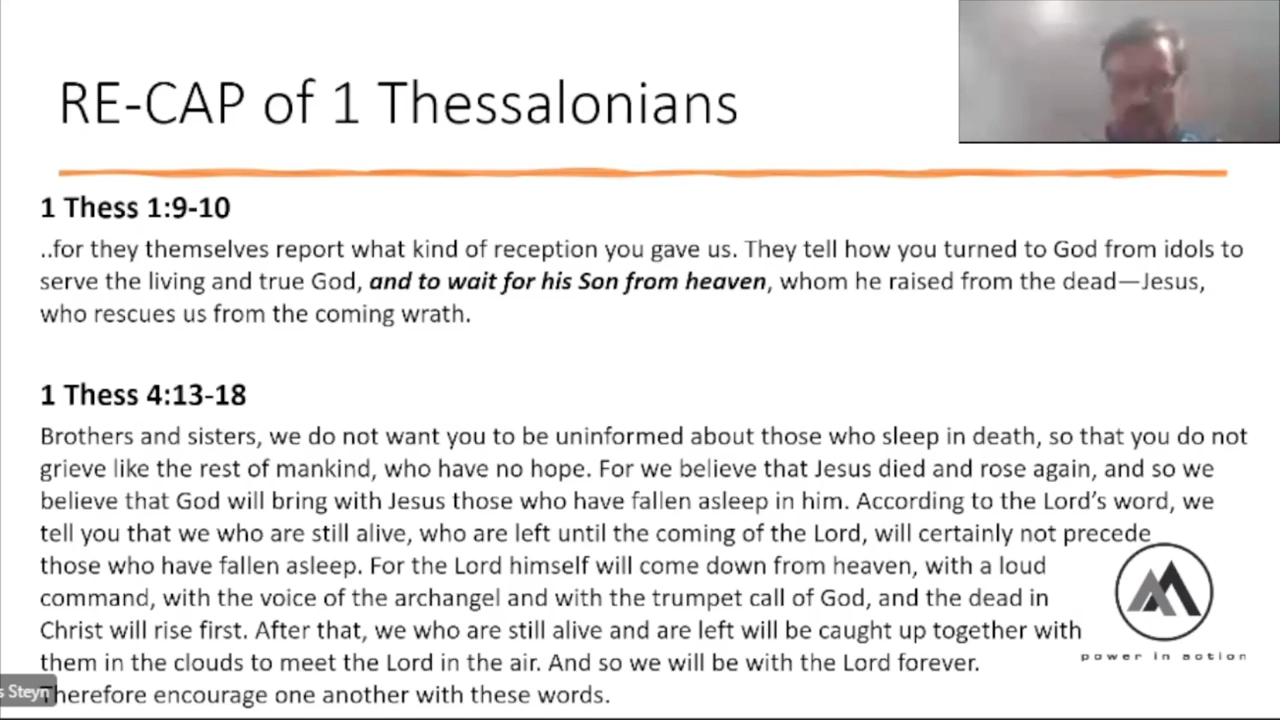 RE-CAP of 1 Thessalonians
1 Thess 1:9-10
..for they themselves report what kind of reception you gave us. They tell how you turned to God from idols to
serve the living and true God, and to wait for his Son from heaven, whom he raised from the dead—Jesus,
who rescues us from the coming wrath.
1 Thess 4:13-18
Brothers and sisters, we do not want you to be uninformed about those who sleep in death, so that you do not
grieve like the rest of mankind, who have no hope. For we believe that Jesus died and rose again, and so we
believe that God will bring with Jesus those who have fallen asleep in him. According to the Lord’s word, we
tell you that we who are still alive, who are left until the coming of the Lord, will certainly not precede
those who have fallen asleep. For the Lord himself will come down from heaven, with a loud
command, with the voice of the archangel and with the trumpet call of God, and the dead in
Christ will rise first. After that, we who are still alive and are left will be caught up together with
them in the clouds to meet the Lord in the air. And so we will be with the Lord forever.
Therefore encourage one another with these words.
power in action
s Steyn